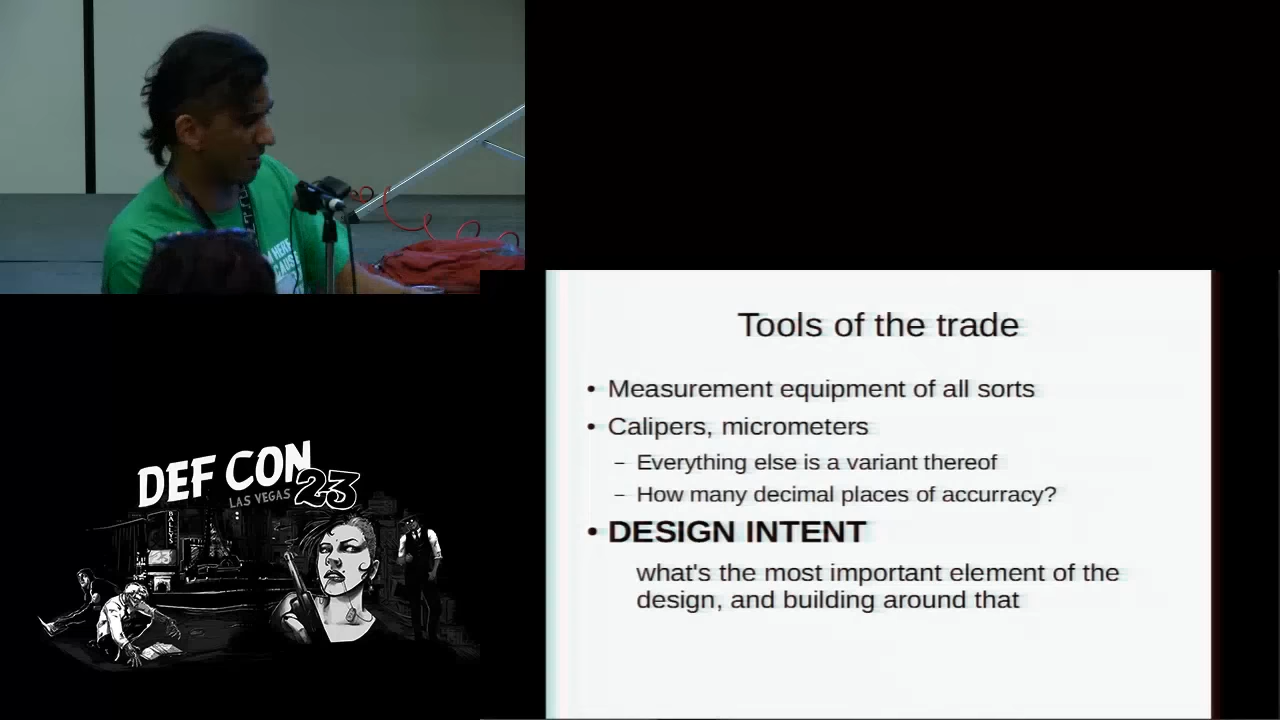 DEF CON 23
LAS VEGAS
BALLYS
Tools of the trade
• Measurement equipment of all sorts
• Calipers, micrometers
– Everything else is a variant thereof
– How many decimal places of accurracy?
• DESIGN INTENT
what's the most important element of the
design, and building around that